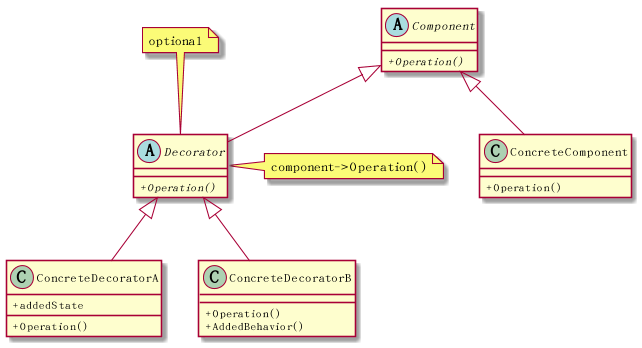 A Component
+Operation()
optional
A Decorator
+Operation()
component->Operation()
C ConcreteComponent
+Operation()
C ConcreteDecoratorA
+addedState
+Operation()
C ConcreteDecoratorB
+Operation()
+AddedBehavior()